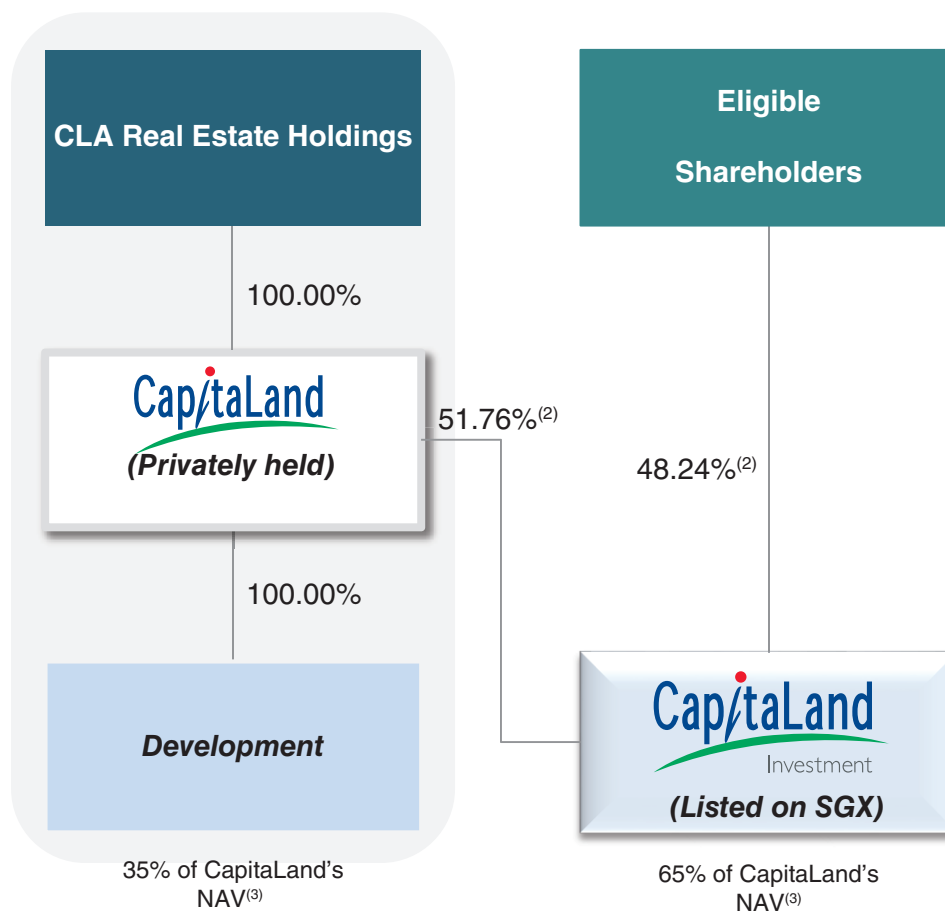 CLA Real Estate Holdings
Eligible
Shareholders
100.00%
CapitaLand
(Privately held)
51.76%(2)
48.24%(2)
100.00%
Development
CapitaLand
Investment
(Listed on SGX)
35% of CapitaLand's
NAV(3)
65% of CapitaLand's
NAV(3)